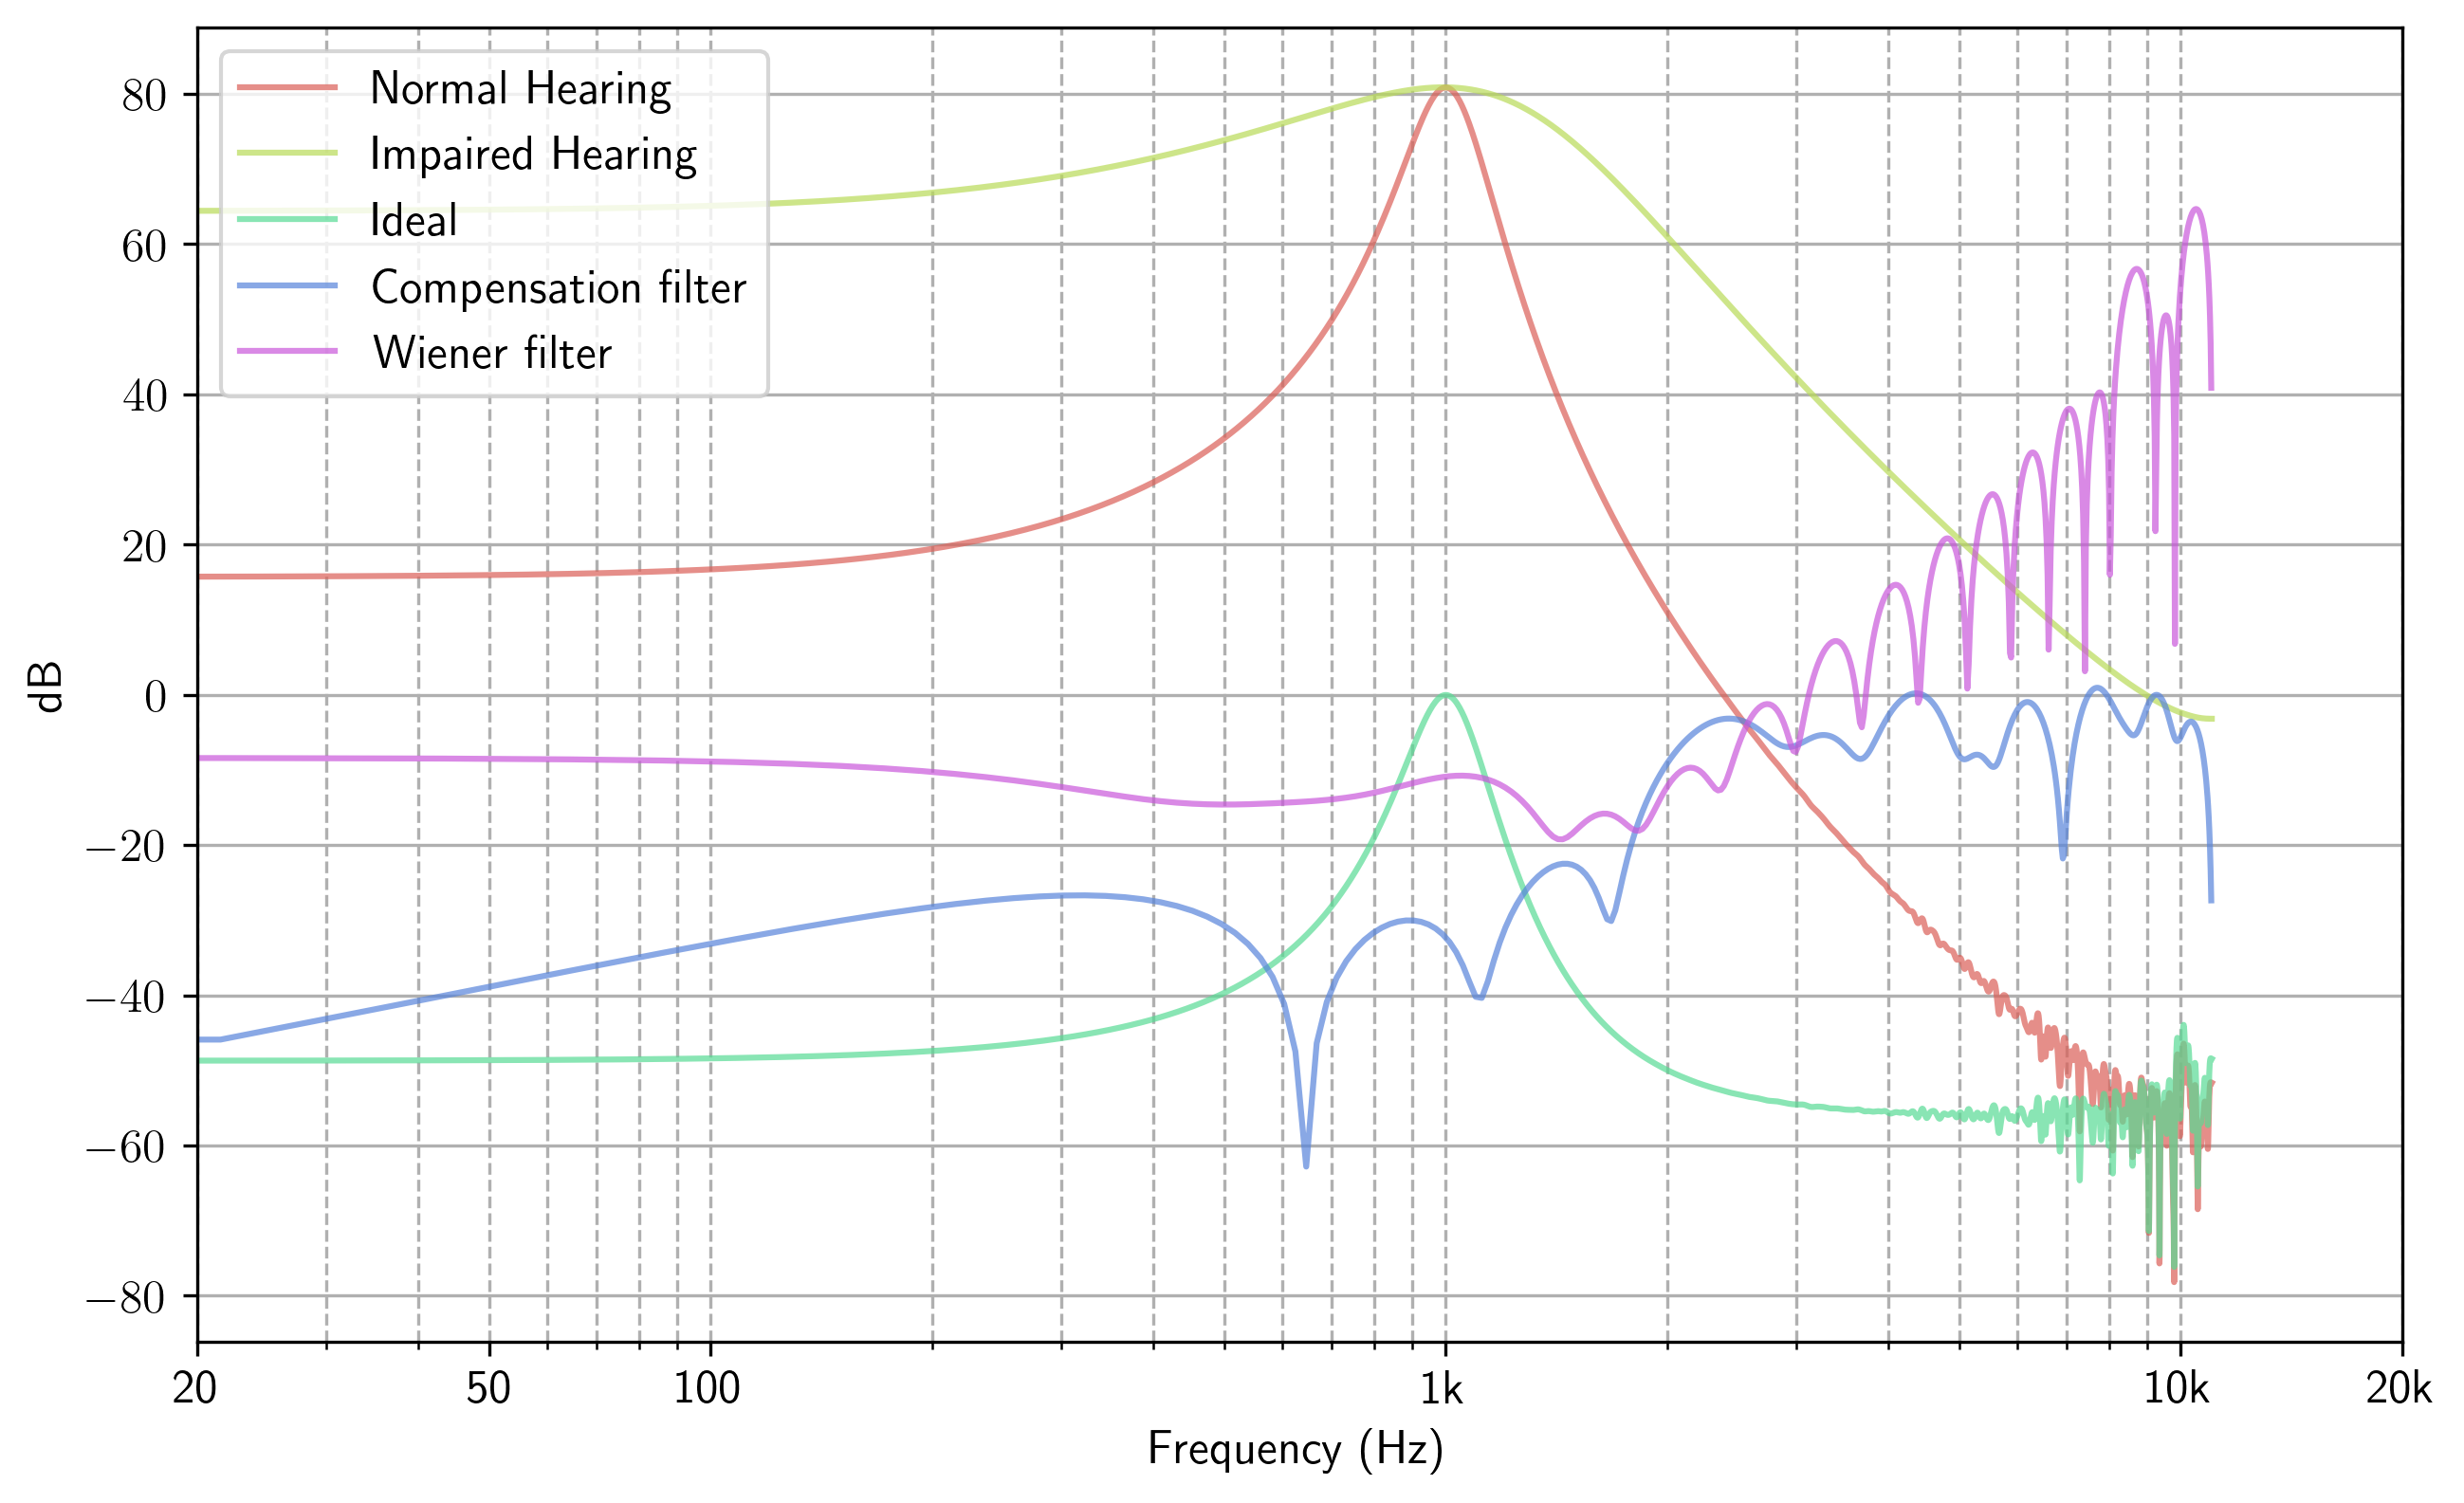 Normal Hearing
Impaired Hearing
Ideal
Compensation filter
Wiener filter
80
60
40
20
0
−20
−40
−60
−80
dB
20 50 100 1k 10k 20k
Frequency (Hz)